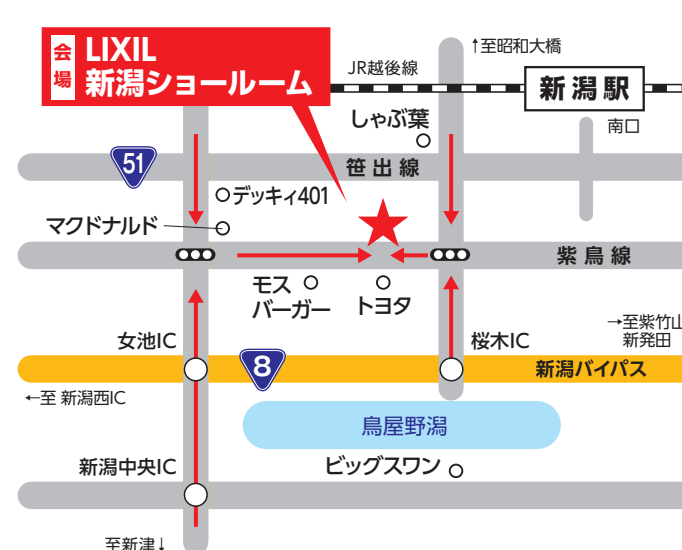 会場
LIXIL
新潟ショールーム
↑至昭和大橋
JR越後線
新潟駅
南口
しゃぶ葉
51
笹出線
デッキィ401
マクドナルド
紫鳥線
モス
バーガー
トヨタ
女池IC
8
桜木IC
→至紫竹山
新発田
新潟バイパス
←至 新潟西IC
鳥屋野潟
新潟中央IC
ビッグスワン
至新津↓